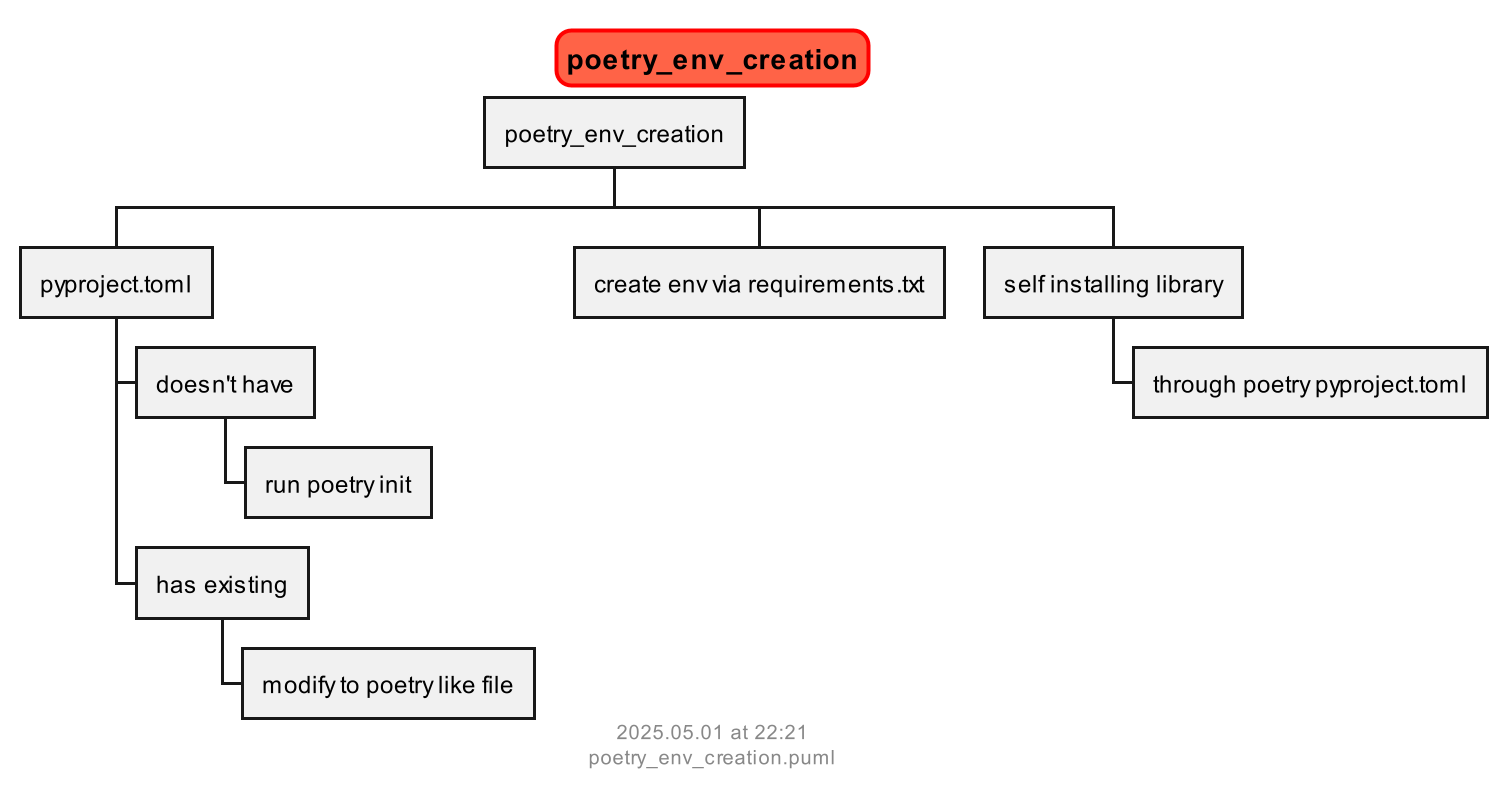 poetry_env_creation
poetry_env_creation
pyproject.toml
create env via requirements.txt
self installing library
doesn't have
through poetry pyproject.toml
run poetry init
has existing
modify to poetry like file
2025.05.01 at 22:21
poetry_env_creation.puml